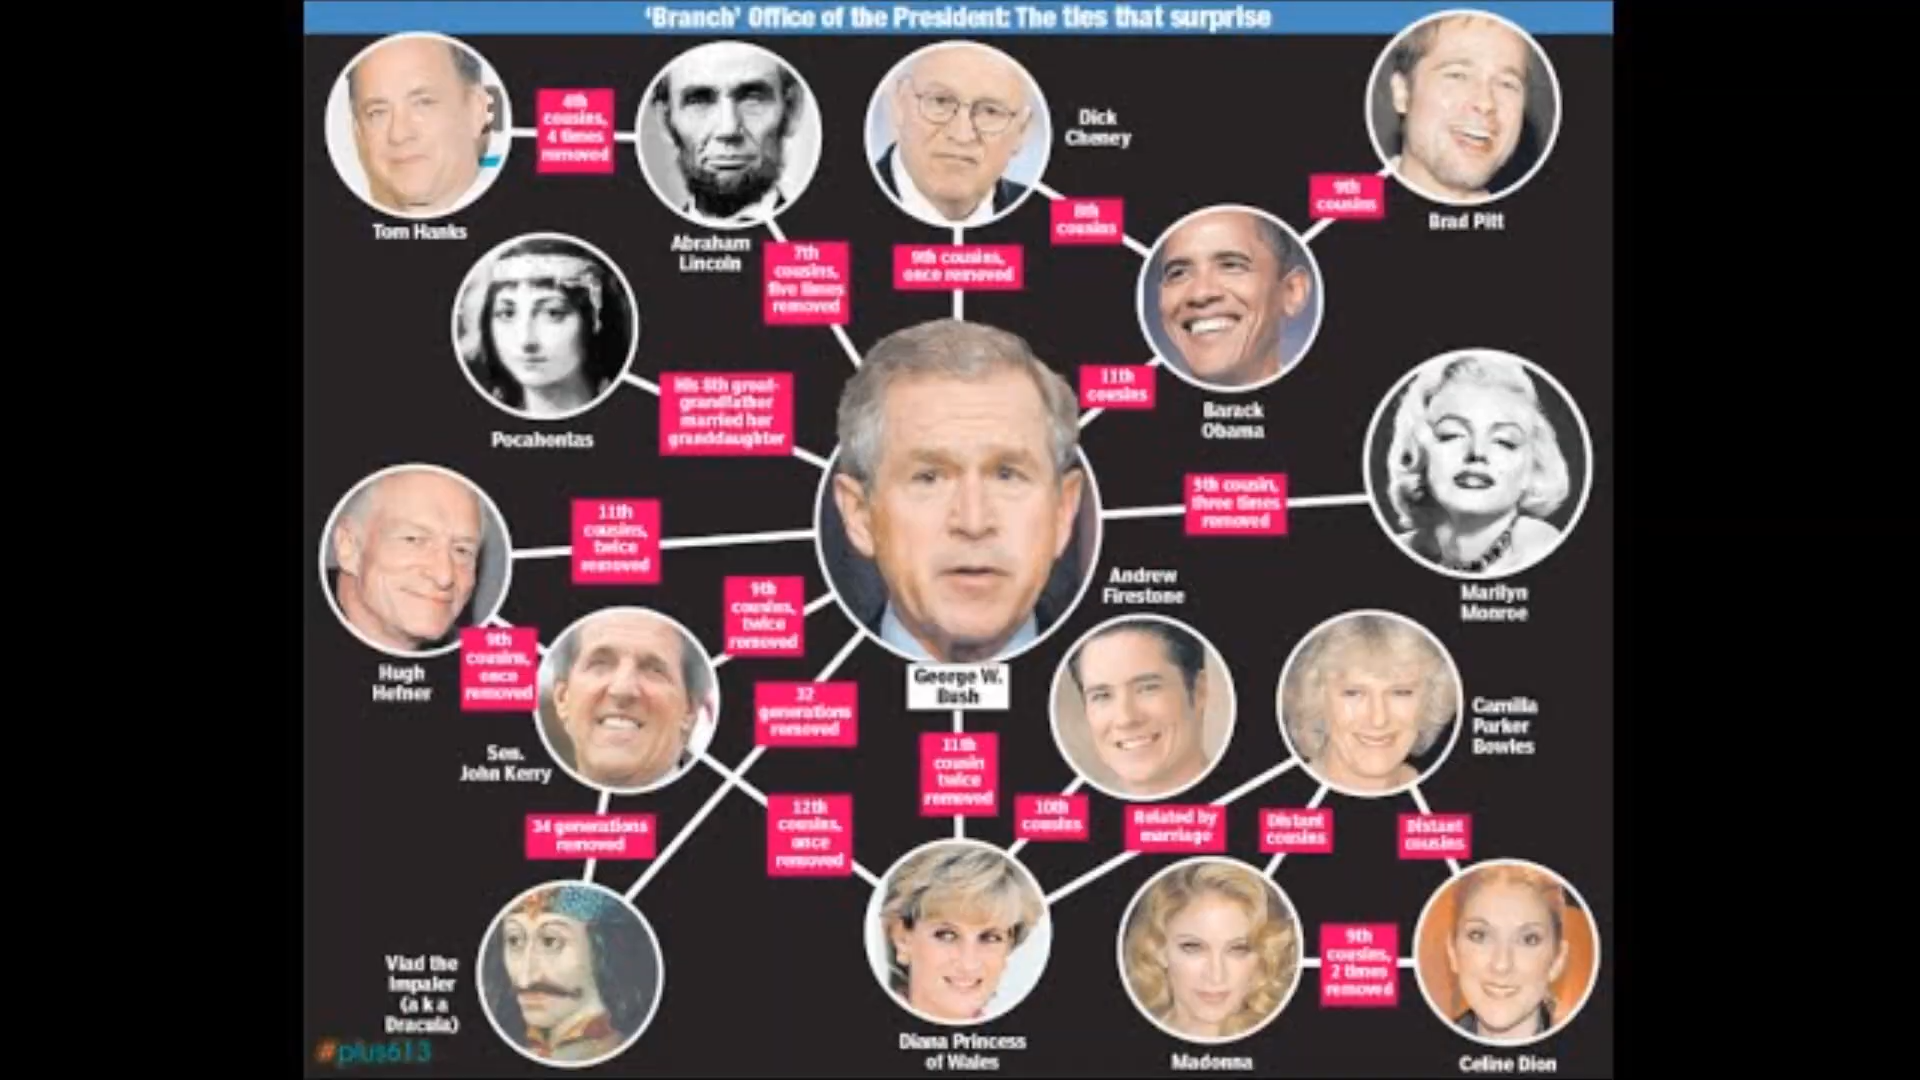 ‘Branch’ Office of the President: The ties that surprise
4th
cousins,
4 times
removed
Tom Hanks
Abraham
Lincoln
Dick
Cheney
8th
cousins
9th
cousins
Brad Pitt
7th
cousins,
five times
removed
9th cousins,
once removed
Pocahontas
His 8th great-
grandfather
married her
granddaughter
11th
cousins
Barack
Obama
11th
cousins,
twice
removed
9th cousin,
three times
removed
Marilyn
Monroe
Hugh
Hefner
9th
cousins,
once
removed
9th
cousins,
twice
removed
George W.
Bush
Andrew
Firestone
Camilla
Parker
Bowles
Sen.
John Kerry
32
generations
removed
11th
cousin
twice
removed
34 generations
removed
12th
cousins,
once
removed
10th
cousins
Related by
marriage
Distant
cousins
Distant
cousins
Vlad the
Impaler
(a k a
Dracula)
Diana Princess
of Wales
Madonna
9th
cousins,
2 times
removed
Celine Dion
#plus613